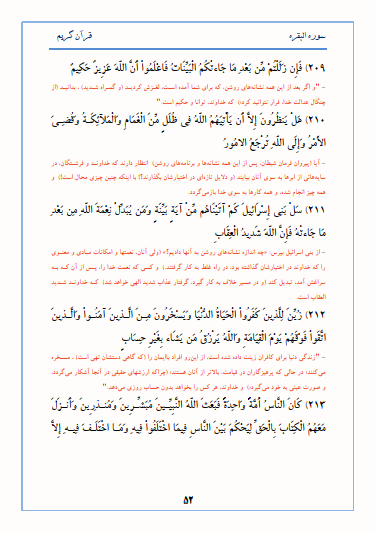 سوره البقره
قرآن کریم
۲۰۹) فَإِن زَلَلْتُمْ مِّن بَعْدِ مَا جَاءتْكُمُ الْبَيِّنَاتُ فَاعْلَمُواْ أَنَّ اللّهَ عَزِيزٌ حَكِيمٌ
- "و اگر بعد از این همه نشانه‌های روشن، که برای شما آمده است، لغزش کردید (و گمراه شدید)، بدانید (از
چنگال عدالت خدا، فرار نتوانید کرد؛) که خداوند، توانا و حکیم است."
۲۱۰) هَلْ يَنظُرُونَ إِلاَّ أَن يَأْتِيَهُمُ اللّهُ فِي ظُلَلٍ مِّنَ الْغَمَامِ وَالْمَلآئِكَةُ وَقُضِيَ
الأَمْرُ وَإِلَى اللّهِ تُرْجَعُ الامُورُ
- آیا (پیروان فرمان شیطان، پس از این همه نشانه‌ها و برنامه‌های روشن) انتظار دارند که خداوند و فرشتگان، در
سایه‌هائی از ابرها به سوی آنان بیایند (و دلایل تازه‌ای در اختیارشان بگذارند؟! با اینکه چنین چیزی محال است!) و
همه چیز انجام شده، و همه کارها به سوی خدا بازمی‌گردد.
۲۱۱) سَلْ بَنِي إِسْرَائِيلَ كَمْ آتَيْنَاهُم مِّنْ آيَةٍ بَيِّنَةٍ وَمَن يُبَدِّلْ نِعْمَةَ اللّهِ مِن بَعْدِ
مَا جَاءتْهُ فَإِنَّ اللّهَ شَدِيدُ الْعِقَابِ
- از بنی اسرائیل بپرس: «چه اندازه نشانه‌های روشن به آنها دادیم؟» (ولی آنان، نعمتها و امکانات مادی و معنوی
را که خداوند در اختیارشان گذاشته بود، در راه غلط به کار گرفتند.) و کسی که نعمت خدا را، پس از آن که به
سراغش آمد، تبدیل کند (و در مسیر خلاف به کار گیرد، گرفتار عذاب شدید الهی خواهد شد) که خداوند شدید
العقاب است.
۲۱۲) زُيِّنَ لِلَّذِينَ كَفَرُواْ الْحَيَاةُ الدُّنْيَا وَيَسْخَرُونَ مِنَ الَّذِينَ آمَنُواْ وَالَّذِينَ
اتَّقَواْ فَوْقَهُمْ يَوْمَ الْقِيَامَةِ وَاللّهُ يَرْزُقُ مَن يَشَاء بِغَيْرِ حِسَابٍ
- "زندگی دنیا برای کافران زینت داده شده است، از این‌رو افراد باایمان را (که گاهی دستشان تهی است)، مسخره
می‌کنند؛ در حالی که پرهیزگاران در قیامت، بالاتر از آنان هستند؛ (چراکه ارزشهای حقیقی در آنجا آشکار می‌گردد،
و صورت عینی به خود می‌گیرد؛) و خداوند، هر کس را بخواهد بدون حساب روزی می‌دهد."
۲۱۳) كَانَ النَّاسُ أُمَّةً وَاحِدَةً فَبَعَثَ اللّهُ النَّبِيِّينَ مُبَشِّرِينَ وَمُنذِرِينَ وَأَنزَلَ
مَعَهُمُ الْكِتَابَ بِالْحَقِّ لِيَحْكُمَ بَيْنَ النَّاسِ فِيمَا اخْتَلَفُواْ فِيهِ وَمَا اخْتَلَفَ فِيهِ إِلاَّ
۵۲